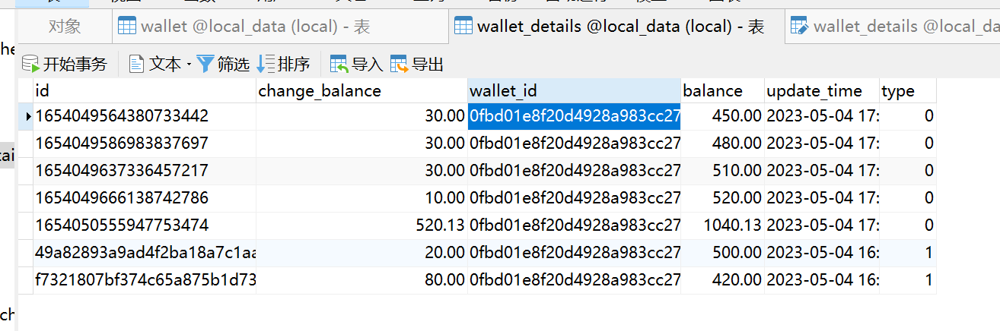 对象 wallet @local_data (local) - 表 wallet_details @local_data (local) - 表 wallet_details @local_da
he 开始事务 文本 筛选 排序 导入 导出
id change_balance wallet_id balance update_time type
1654049564380733442 30.00 0fbd01e8f20d4928a983cc27 450.00 2023-05-04 17: 0
1654049586983837697 30.00 0fbd01e8f20d4928a983cc27 480.00 2023-05-04 17: 0
tai 1654049637336457217 30.00 0fbd01e8f20d4928a983cc27 510.00 2023-05-04 17: 0
1654049666138742786 10.00 0fbd01e8f20d4928a983cc27 520.00 2023-05-04 17: 0
1654050555947753474 520.13 0fbd01e8f20d4928a983cc27 1040.13 2023-05-04 17: 0
49a82893a9ad4f2ba18a7c1aa 20.00 0fbd01e8f20d4928a983cc27 500.00 2023-05-04 16: 1
f7321807bf374c65a875b1d73 80.00 0fbd01e8f20d4928a983cc27 420.00 2023-05-04 16: 1
ch